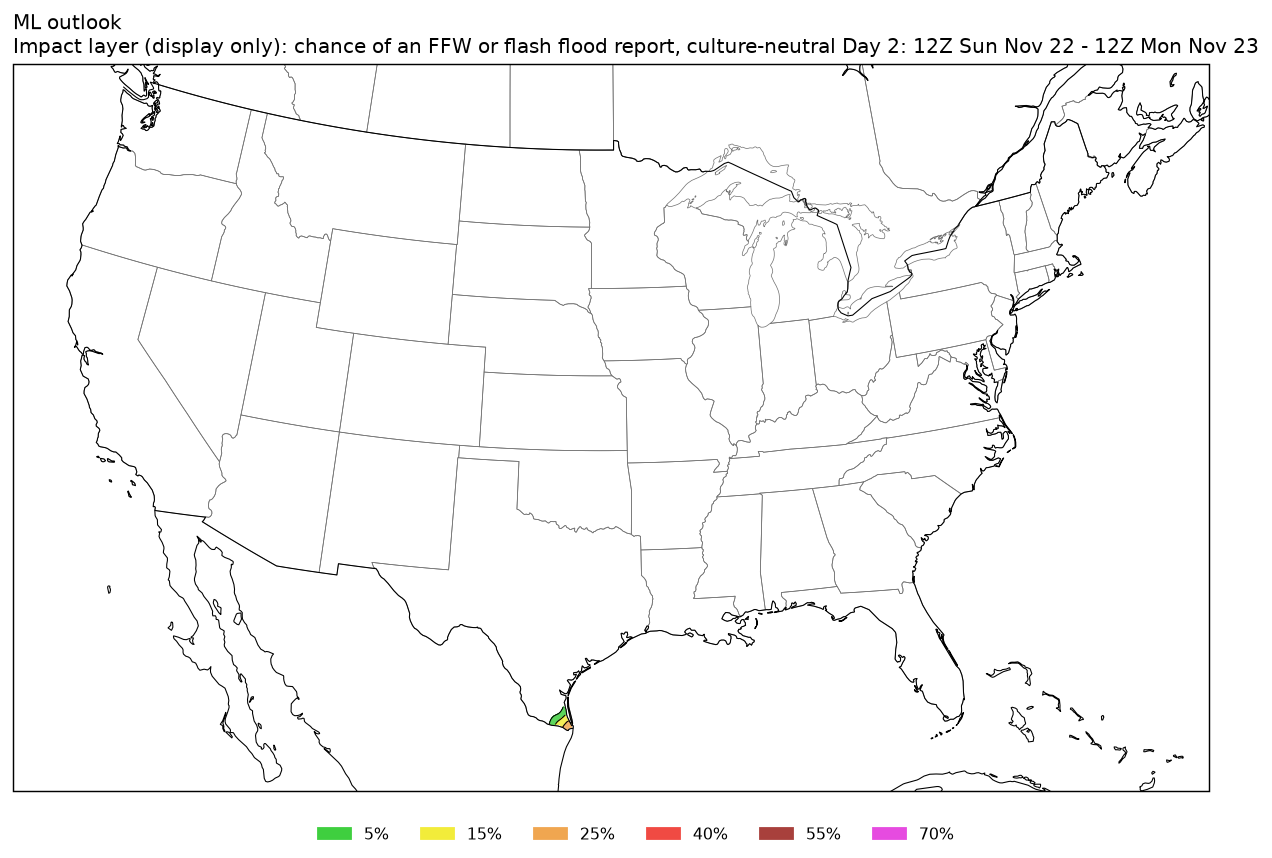 ML outlook
Impact layer (display only): chance of an FFW or flash flood report, culture-neutral Day 2: 12Z Sun Nov 22 - 12Z Mon Nov 23
5% 15% 25% 40% 55% 70%